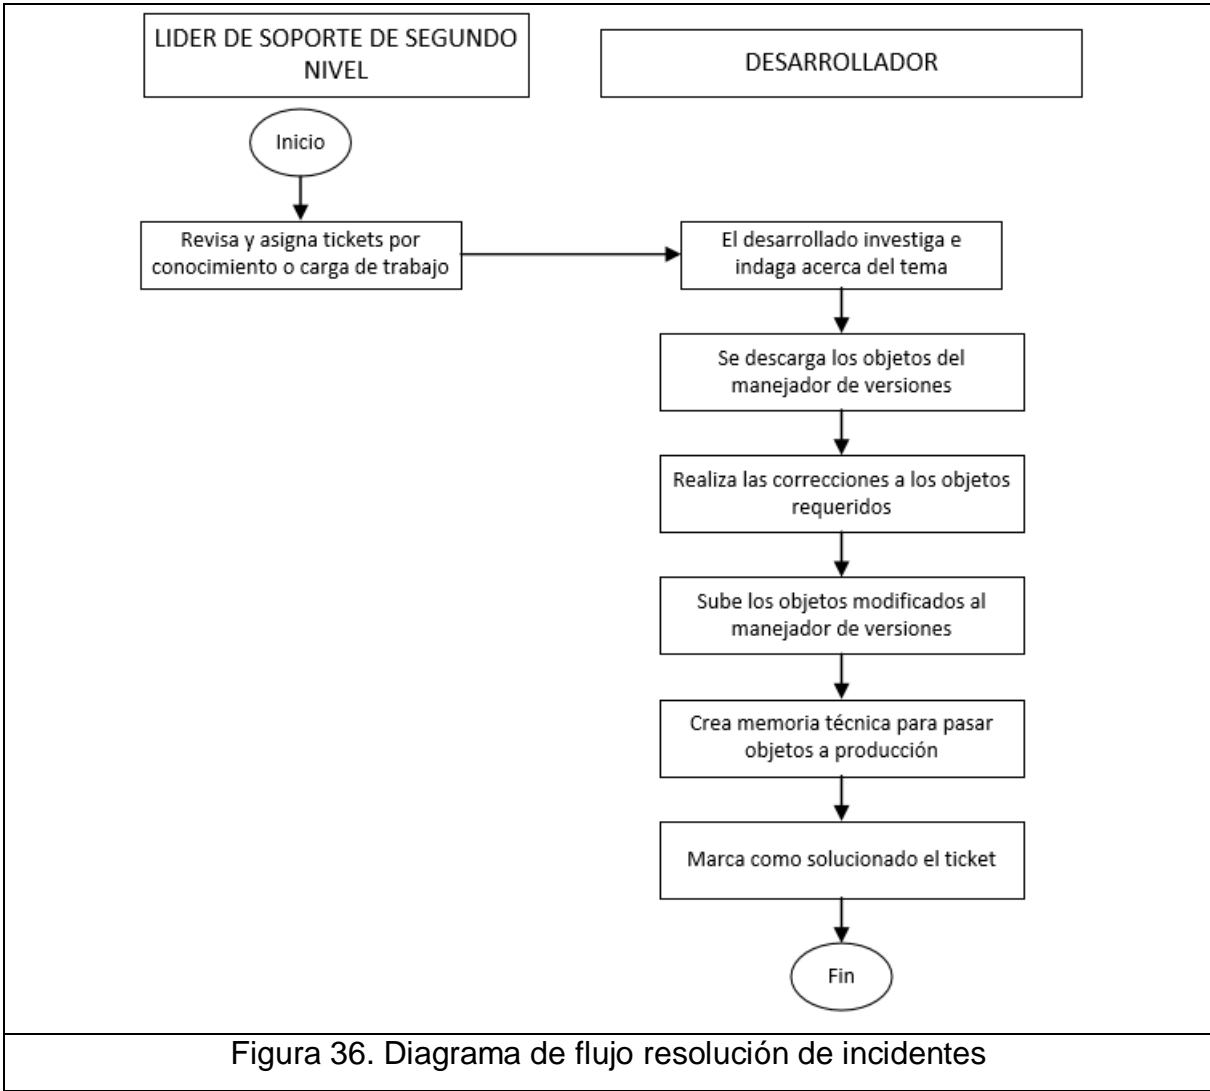 LIDER DE SOPORTE DE SEGUNDO
NIVEL
DESARROLLADOR
Inicio
Revisa y asigna tickets por
conocimiento o carga de trabajo
El desarrollado investiga e
indaga acerca del tema
Se descarga los objetos del
manejador de versiones
Realiza las correcciones a los objetos
requeridos
Sube los objetos modificados al
manejador de versiones
Crea memoria técnica para pasar
objetos a producción
Marca como solucionado el ticket
Fin
Figura 36. Diagrama de flujo resolución de incidentes